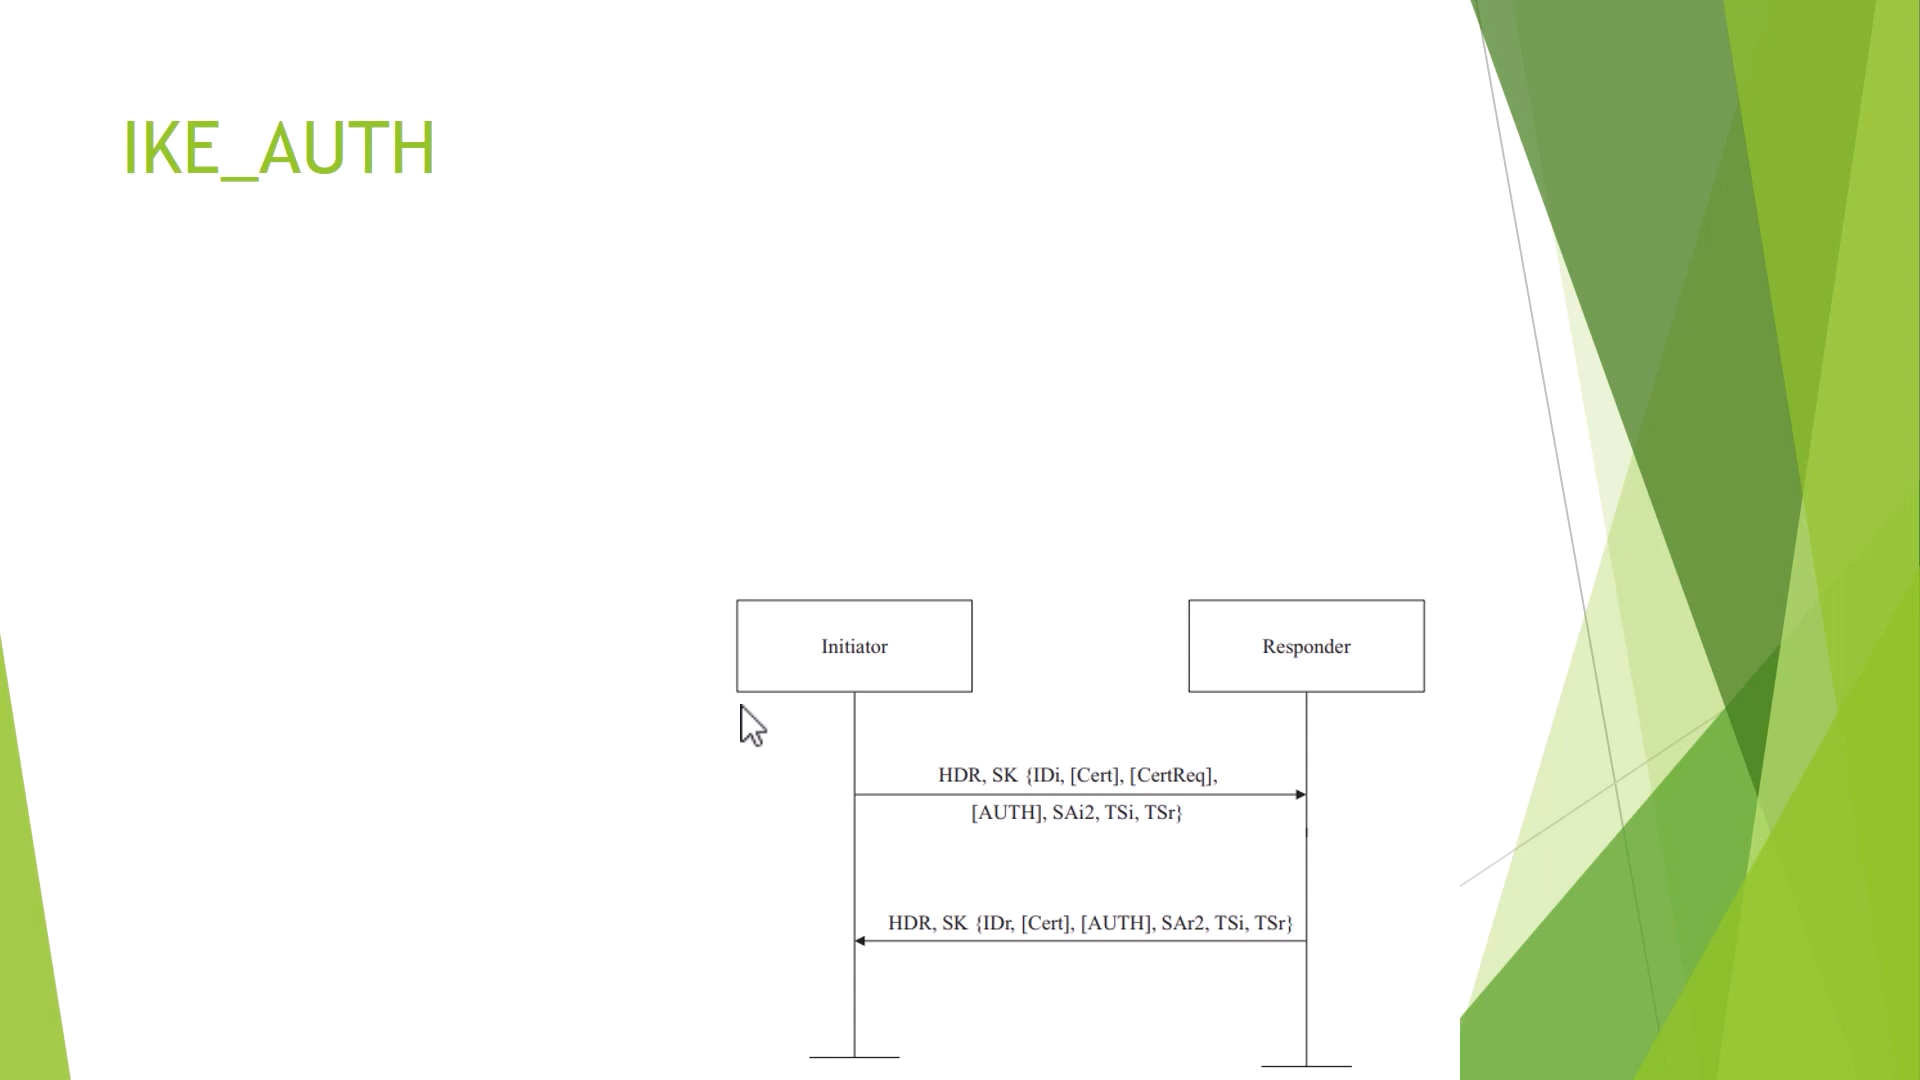 IKE_AUTH
Initiator
Responder
HDR, SK {IDi, [Cert], [CertReq],
[AUTH], SAi2, TSi, TSr}
HDR, SK {IDr, [Cert], [AUTH], SAr2, TSi, TSr}